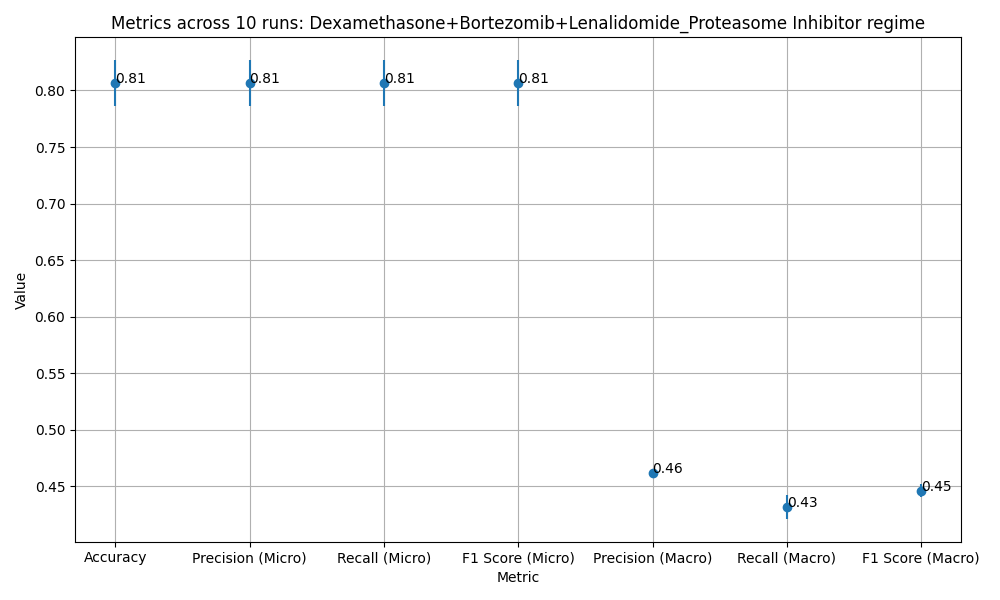 Metrics across 10 runs: Dexamethasone+Bortezomib+Lenalidomide_Proteasome Inhibitor regime
Value
0.80
0.75
0.70
0.65
0.60
0.55
0.50
0.45
0.81
0.81
0.81
0.81
0.46
0.43
0.45
Accuracy
Precision (Micro)
Recall (Micro)
F1 Score (Micro)
Precision (Macro)
Recall (Macro)
F1 Score (Macro)
Metric